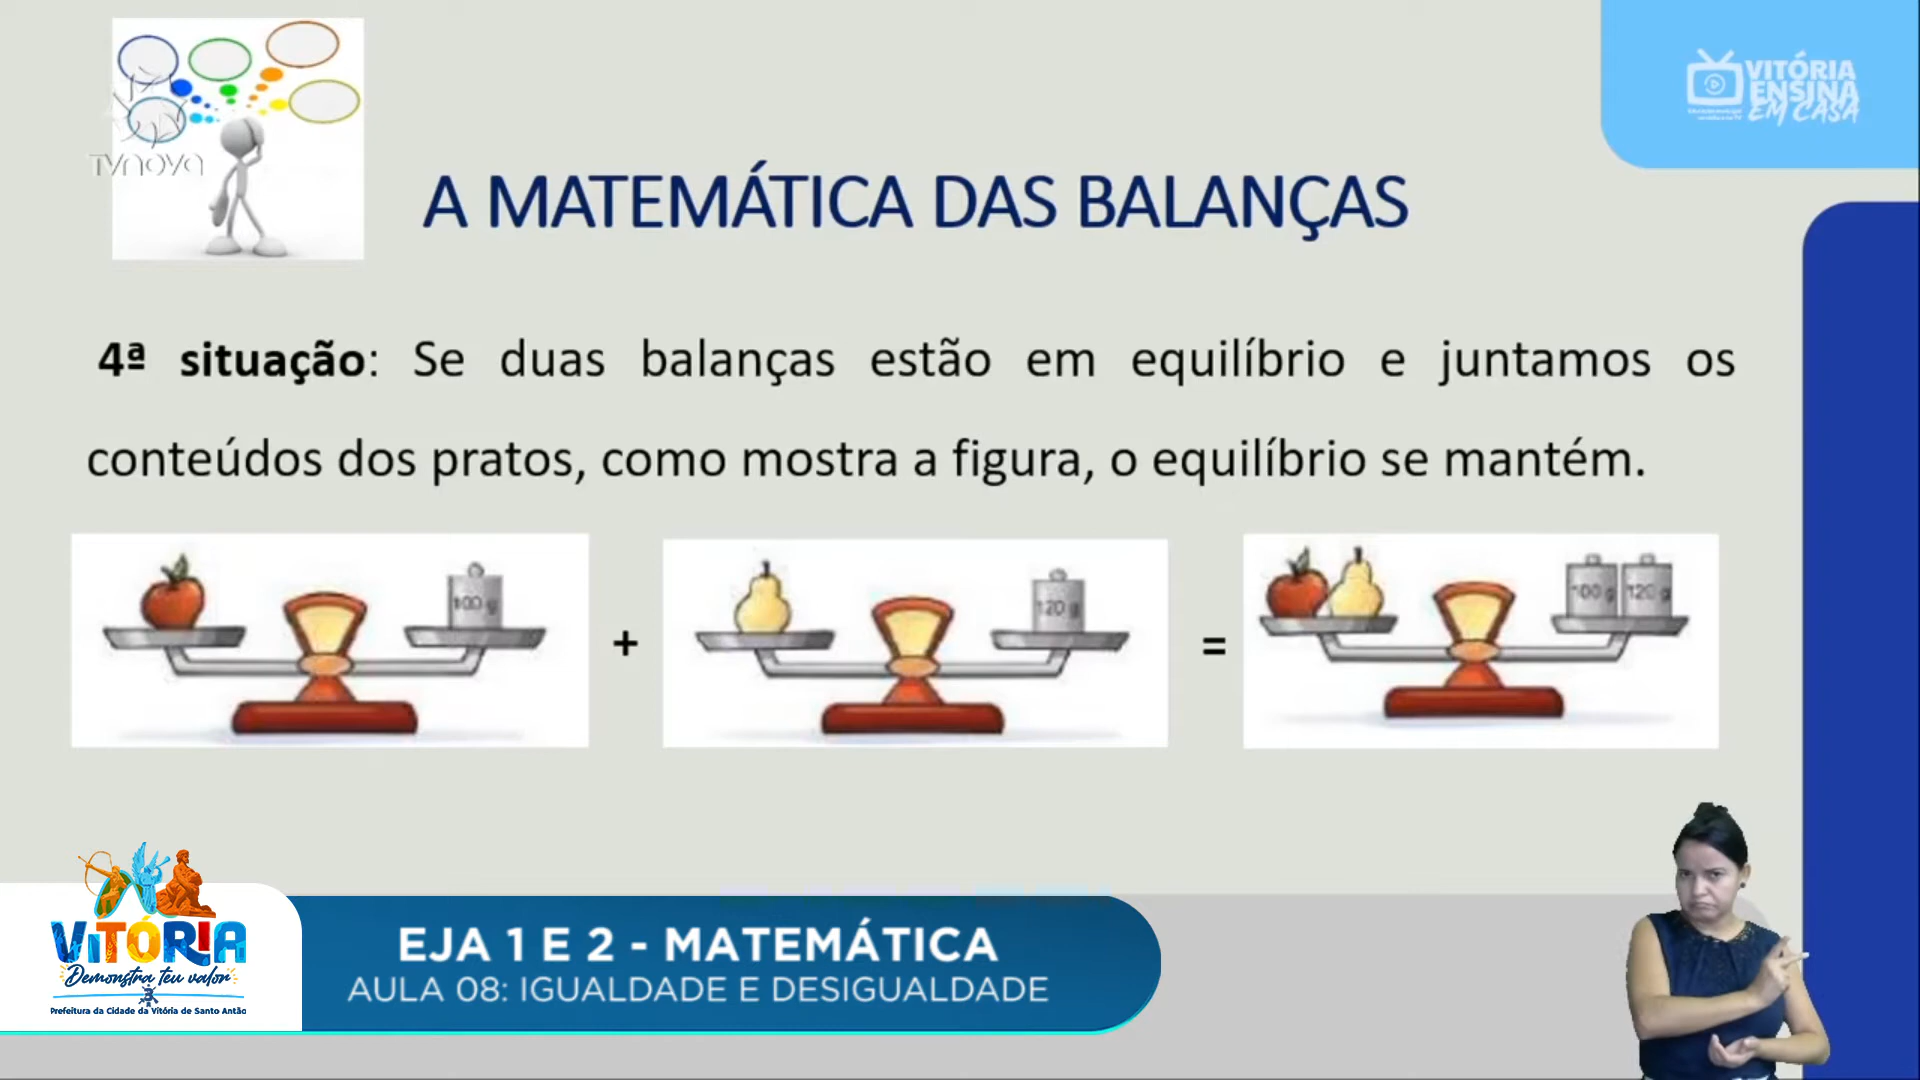 TVNOVA
VITÓRIA
ENSINA
EM CASA
A MATEMÁTICA DAS BALANÇAS
4ª situação: Se duas balanças estão em equilíbrio e juntamos os
conteúdos dos pratos, como mostra a figura, o equilíbrio se mantém.
100 g
+
120 g
=
100 g 120 g
VITÓRIA
Demonstra teu valor
Prefeitura da Cidade da Vitória de Santo Antão
EJA 1 E 2 - MATEMÁTICA
AULA 08: IGUALDADE E DESIGUALDADE